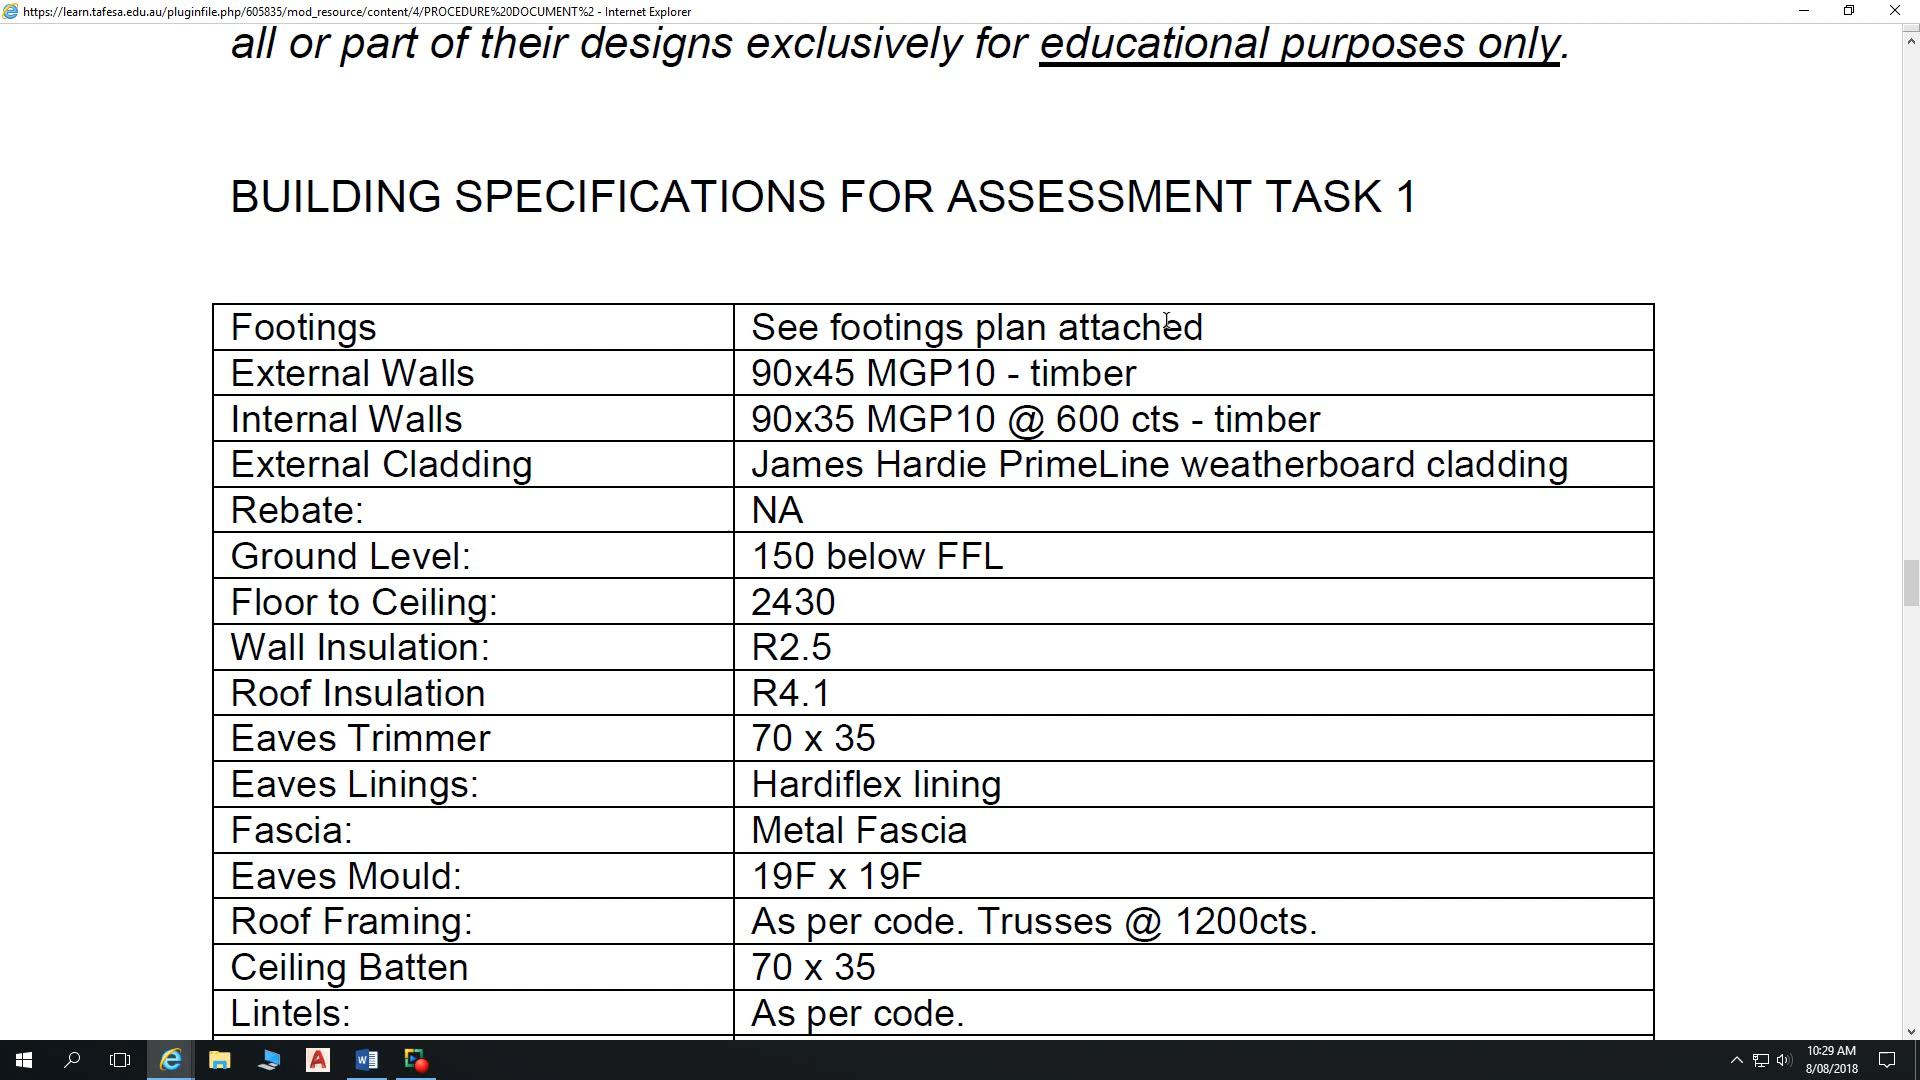 https://learn.tafesa.edu.au/pluginfile.php/605835/mod_resource/content/4/PROCEDURE%20DOCUMENT%2 - Internet Explorer
all or part of their designs exclusively for educational purposes only.
BUILDING SPECIFICATIONS FOR ASSESSMENT TASK 1
Footings See footings plan attached
External Walls 90x45 MGP10 - timber
Internal Walls 90x35 MGP10 @ 600 cts - timber
External Cladding James Hardie PrimeLine weatherboard cladding
Rebate: NA
Ground Level: 150 below FFL
Floor to Ceiling: 2430
Wall Insulation: R2.5
Roof Insulation R4.1
Eaves Trimmer 70 x 35
Eaves Linings: Hardiflex lining
Fascia: Metal Fascia
Eaves Mould: 19F x 19F
Roof Framing: As per code. Trusses @ 1200cts.
Ceiling Batten 70 x 35
Lintels: As per code.
10:29 AM
8/08/2018